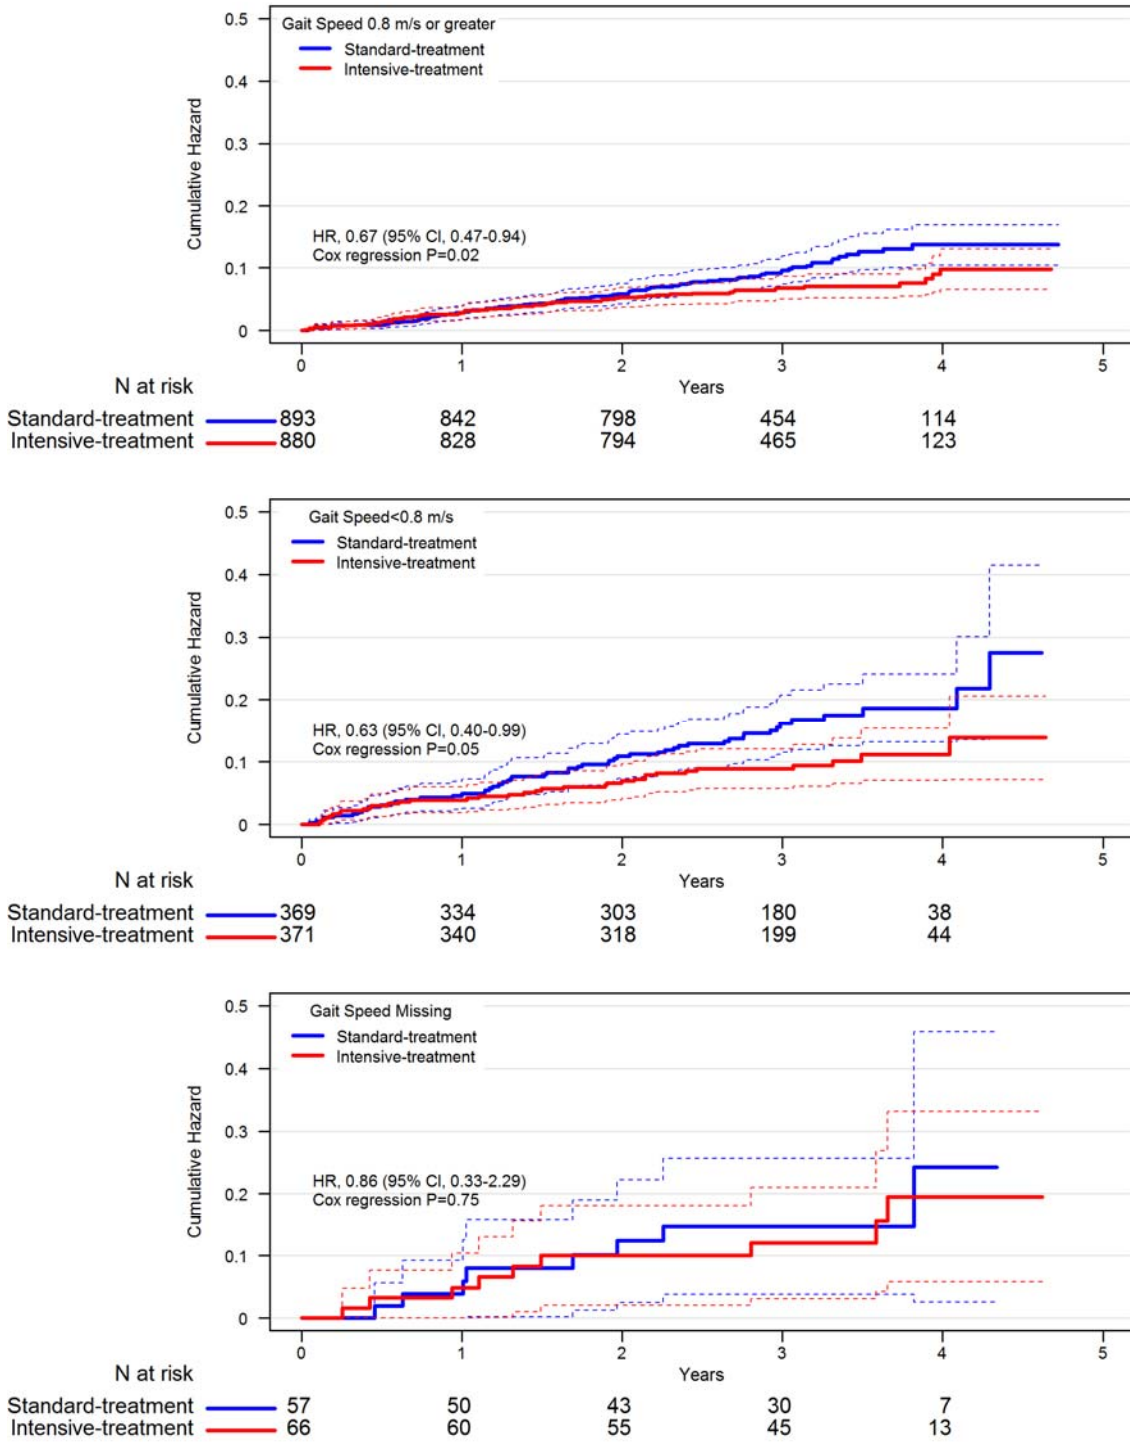 Gait Speed 0.8 m/s or greater
Standard-treatment
Intensive-treatment
Cumulative Hazard
0.5
0.4
0.3
0.2
0.1
0
HR, 0.67 (95% CI, 0.47-0.94)
Cox regression P=0.02
0 1 2 3 4 5
Years
N at risk
Standard-treatment 893 842 798 454 114
Intensive-treatment 880 828 794 465 123
Gait Speed<0.8 m/s
Standard-treatment
Intensive-treatment
Cumulative Hazard
0.5
0.4
0.3
0.2
0.1
0
HR, 0.63 (95% CI, 0.40-0.99)
Cox regression P=0.05
0 1 2 3 4 5
Years
N at risk
Standard-treatment 369 334 303 180 38
Intensive-treatment 371 340 318 199 44
Gait Speed Missing
Standard-treatment
Intensive-treatment
Cumulative Hazard
0.5
0.4
0.3
0.2
0.1
0
HR, 0.86 (95% CI, 0.33-2.29)
Cox regression P=0.75
0 1 2 3 4 5
Years
N at risk
Standard-treatment 57 50 43 30 7
Intensive-treatment 66 60 55 45 13